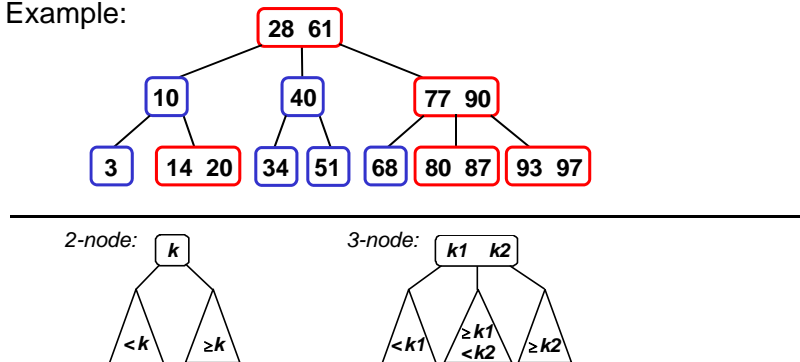 Example:
28 61
10 40 77 90
3 14 20 34 51 68 80 87 93 97
2-node: k 3-node: k1 k2
<k ≥k <k1 ≥k1 <k2 ≥k2